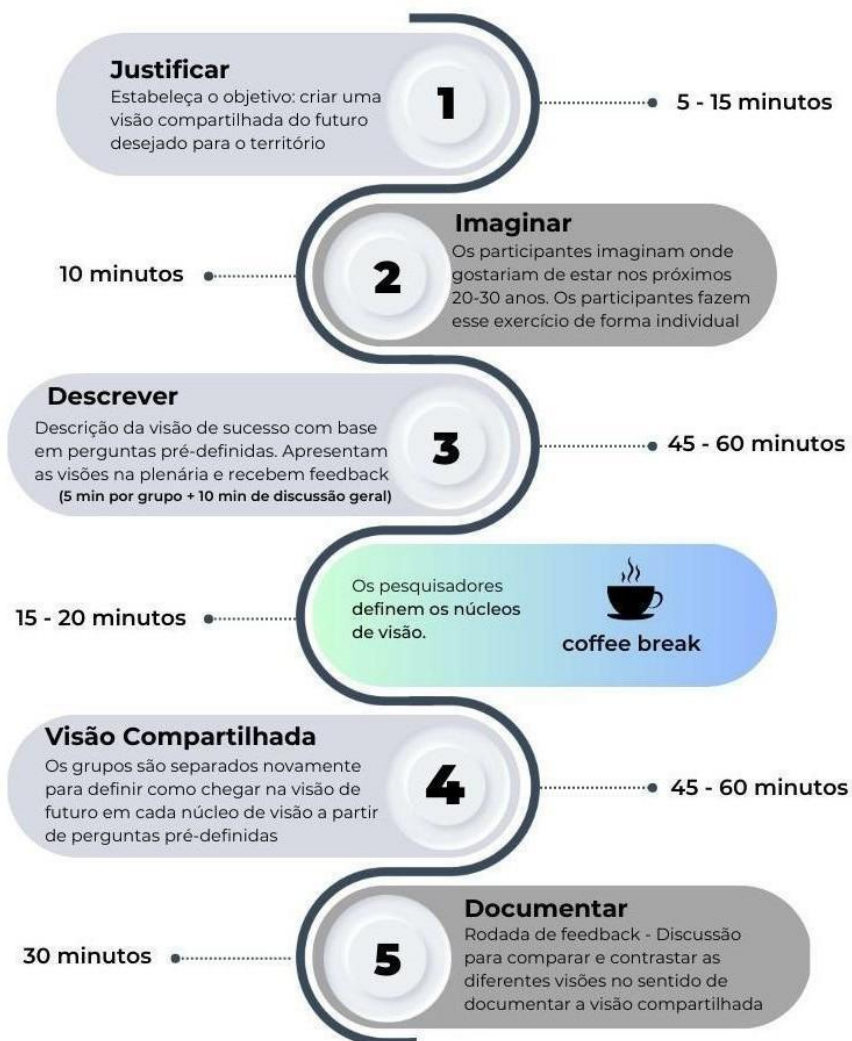 Justificar
Estabeleça o objetivo: criar uma
visão compartilhada do futuro
desejado para o território
1
5 - 15 minutos
Imaginar
Os participantes imaginam onde
gostariam de estar nos próximos
20-30 anos. Os participantes fazem
esse exercício de forma individual
2
10 minutos
Descrever
Descrição da visão de sucesso com base
em perguntas pré-definidas. Apresentam
as visões na plenária e recebem feedback
(5 min por grupo + 10 min de discussão geral)
3
45 - 60 minutos
Os pesquisadores
definem os núcleos
de visão.
coffee break
15 - 20 minutos
Visão Compartilhada
Os grupos são separados novamente
para definir como chegar na visão de
futuro em cada núcleo de visão a partir
de perguntas pré-definidas
4
45 - 60 minutos
Documentar
Rodada de feedback - Discussão
para comparar e contrastar as
diferentes visões no sentido de
documentar a visão compartilhada
5
30 minutos